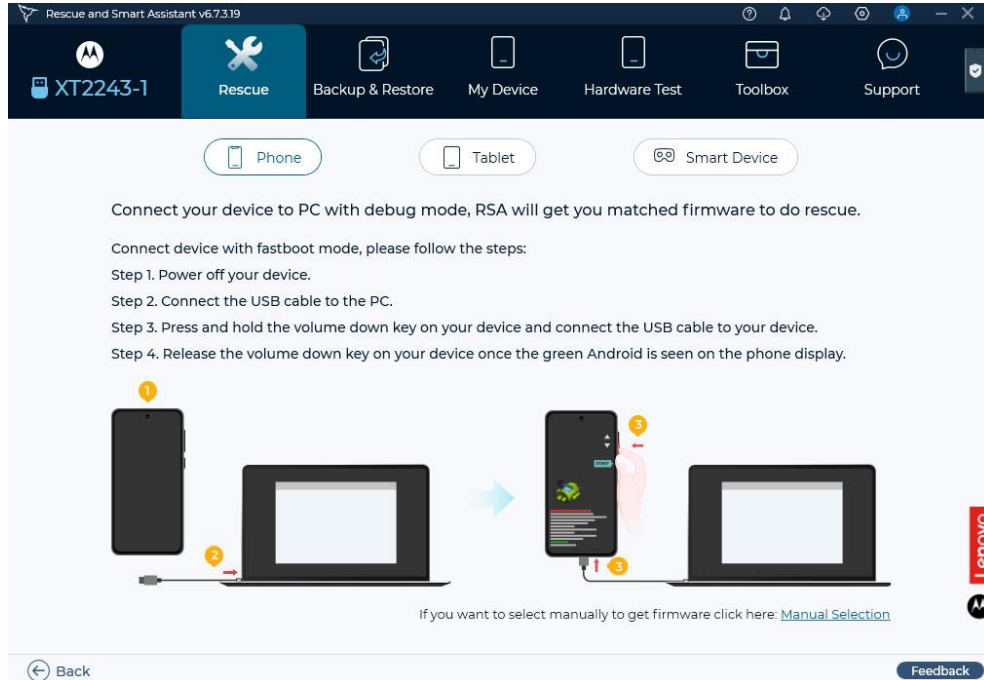 Rescue and Smart Assistant v6.7.3.19
XT2243-1
Rescue
Backup & Restore
My Device
Hardware Test
Toolbox
Support
Phone
Tablet
Smart Device
Connect your device to PC with debug mode, RSA will get you matched firmware to do rescue.
Connect device with fastboot mode, please follow the steps:
Step 1. Power off your device.
Step 2. Connect the USB cable to the PC.
Step 3. Press and hold the volume down key on your device and connect the USB cable to your device.
Step 4. Release the volume down key on your device once the green Android is seen on the phone display.
1
3
START
2
3
Lenovo
If you want to select manually to get firmware click here: Manual Selection
Back
Feedback